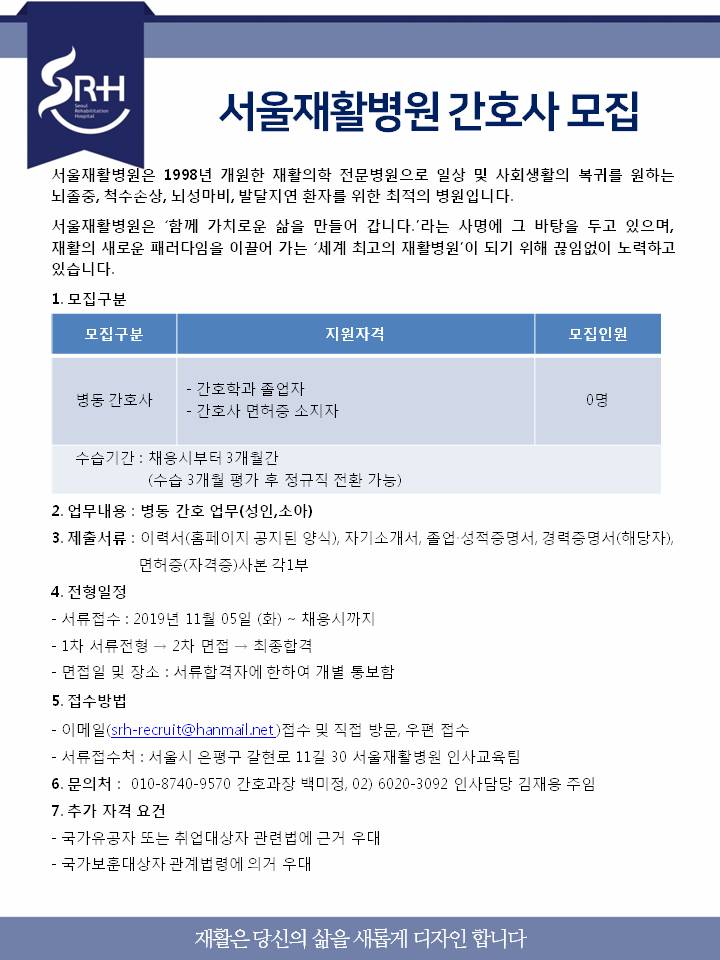 SRH
Seoul
Rehabilitation
Hospital
서울재활병원 간호사 모집
서울재활병원은 1998년 개원한 재활의학 전문병원으로 일상 및 사회생활의 복귀를 원하는
뇌졸중, 척수손상, 뇌성마비, 발달지연 환자를 위한 최적의 병원입니다.
서울재활병원은 ‘함께 가치로운 삶을 만들어 갑니다.’라는 사명에 그 바탕을 두고 있으며,
재활의 새로운 패러다임을 이끌어 가는 ‘세계 최고의 재활병원’이 되기 위해 끊임없이 노력하고
있습니다.
1. 모집구분
모집구분 지원자격 모집인원
- 간호학과 졸업자
병동 간호사 0명
- 간호사 면허증 소지자
수습기간 : 채용시부터 3개월간
(수습 3개월 평가 후 정규직 전환 가능)
2. 업무내용 : 병동 간호 업무(성인,소아)
3. 제출서류 : 이력서(홈페이지 공지된 양식), 자기소개서, 졸업·성적증명서, 경력증명서(해당자),
면허증(자격증)사본 각1부
4. 전형일정
- 서류접수 : 2019년 11월 05일 (화) ~ 채용시까지
- 1차 서류전형 → 2차 면접 → 최종합격
- 면접일 및 장소 : 서류합격자에 한하여 개별 통보함
5. 접수방법
- 이메일(srh-recruit@hanmail.net )접수 및 직접 방문, 우편 접수
- 서류접수처 : 서울시 은평구 갈현로 11길 30 서울재활병원 인사교육팀
6. 문의처 : 010-8740-9570 간호과장 백미정, 02) 6020-3092 인사담당 김재용 주임
7. 추가 자격 요건
- 국가유공자 또는 취업대상자 관련법에 근거 우대
- 국가보훈대상자 관계법령에 의거 우대
재활은 당신의 삶을 새롭게 디자인 합니다